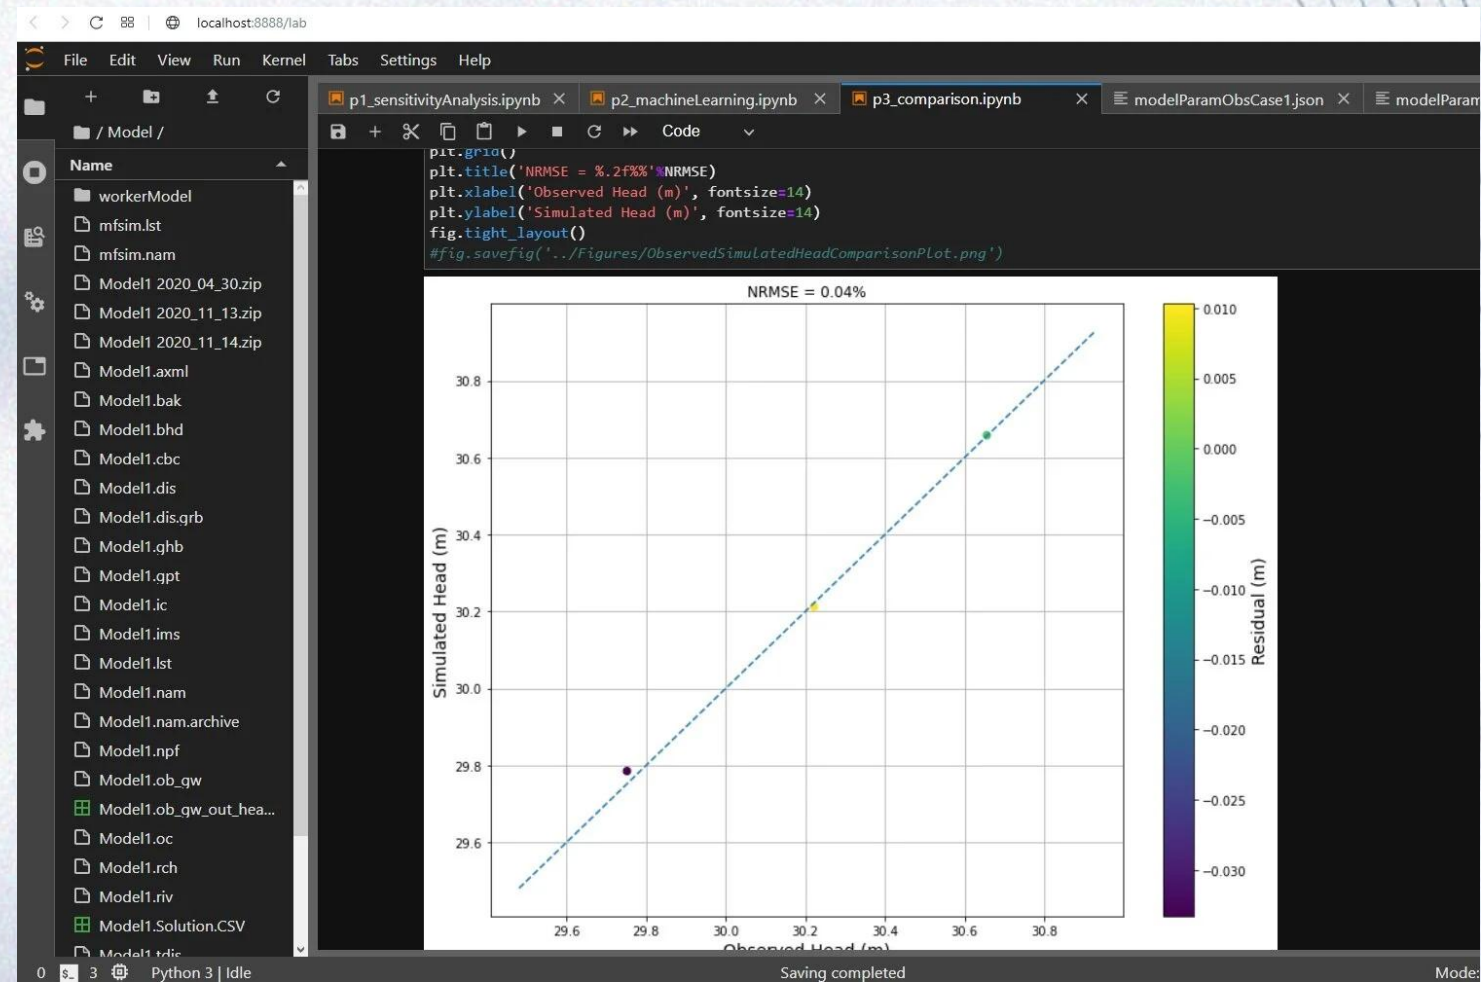 localhost:8888/lab
File Edit View Run Kernel Tabs Settings Help
p1_sensitivityAnalysis.ipynb
p2_machineLearning.ipynb
p3_comparison.ipynb
modelParamObsCase1.json
modelParam
/ Model /
Code
Name
workerModel
mfsim.lst
mfsim.nam
Model1 2020_04_30.zip
Model1 2020_11_13.zip
Model1 2020_11_14.zip
Model1.axml
Model1.bak
Model1.bhd
Model1.cbc
Model1.dis
Model1.dis.grb
Model1.ghb
Model1.gpt
Model1.ic
Model1.ims
Model1.lst
Model1.nam
Model1.nam.archive
Model1.npf
Model1.ob_gw
Model1.ob_gw_out_hea...
Model1.oc
Model1.rch
Model1.riv
Model1.Solution.CSV
Model1.tdis
plt.grid()
plt.title('NRMSE = %.2f%%'%NRMSE)
plt.xlabel('Observed Head (m)', fontsize=14)
plt.ylabel('Simulated Head (m)', fontsize=14)
fig.tight_layout()
#fig.savefig('../Figures/ObservedSimulatedHeadComparisonPlot.png')
NRMSE = 0.04%
30.8
30.6
30.4
30.2
30.0
29.8
29.6
Simulated Head (m)
29.6 29.8 30.0 30.2 30.4 30.6 30.8
Observed Head (m)
0.010
0.005
0.000
−0.005
−0.010
−0.015
−0.020
−0.025
−0.030
Residual (m)
0 $_ 3 Python 3 | Idle
Saving completed
Mode: